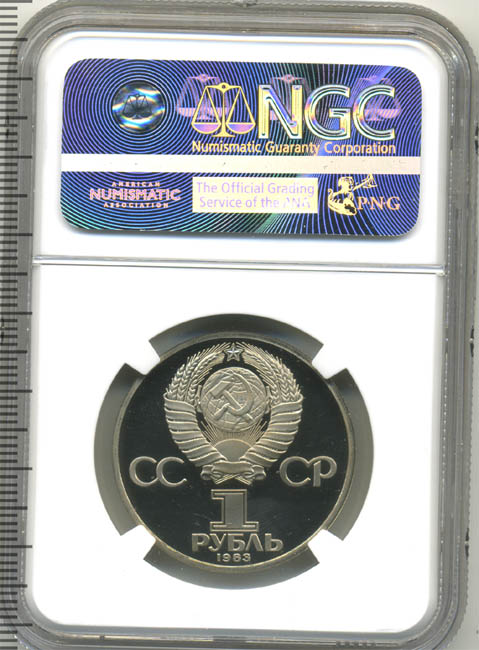 NGC
Numismatic Guaranty Corporation
AMERICAN
NUMISMATIC
ASSOCIATION
The Official Grading
Service of the PNG
PNG
СС СР
1
РУБЛЬ
1983